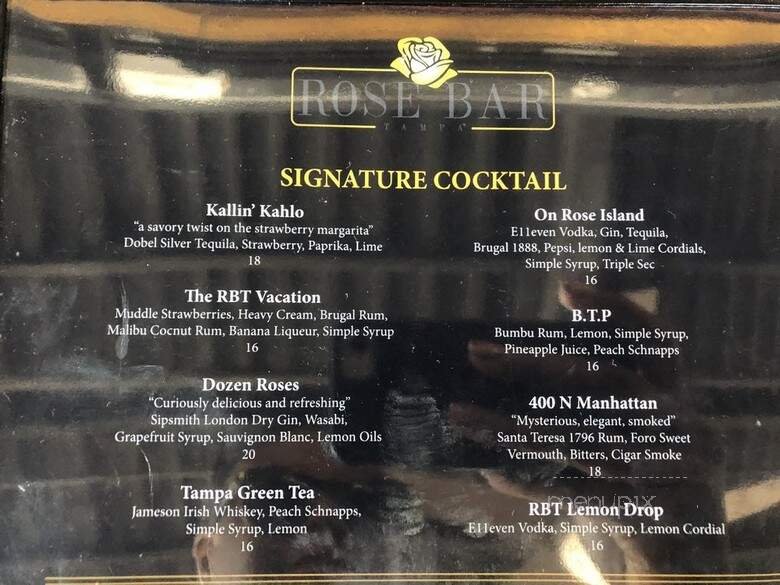 ROSE BAR
TAMPA
SIGNATURE COCKTAIL
Kallin' Kahlo
"a savory twist on the strawberry margarita"
Dobel Silver Tequila, Strawberry, Paprika, Lime
18
The RBT Vacation
Muddle Strawberries, Heavy Cream, Brugal Rum,
Malibu Cocnut Rum, Banana Liqueur, Simple Syrup
16
Dozen Roses
"Curiously delicious and refreshing"
Sipsmith London Dry Gin, Wasabi,
Grapefruit Syrup, Sauvignon Blanc, Lemon Oils
20
Tampa Green Tea
Jameson Irish Whiskey, Peach Schnapps,
Simple Syrup, Lemon
16
On Rose Island
E11even Vodka, Gin, Tequila,
Brugal 1888, Pepsi, lemon & Lime Cordials,
Simple Syrup, Triple Sec
16
B.T.P
Bumbu Rum, Lemon, Simple Syrup,
Pineapple Juice, Peach Schnapps
16
400 N Manhattan
"Mysterious, elegant, smoked"
Santa Teresa 1796 Rum, Foro Sweet
Vermouth, Bitters, Cigar Smoke
18
menupix
RBT Lemon Drop
E11even Vodka, Simple Syrup, Lemon Cordial
16